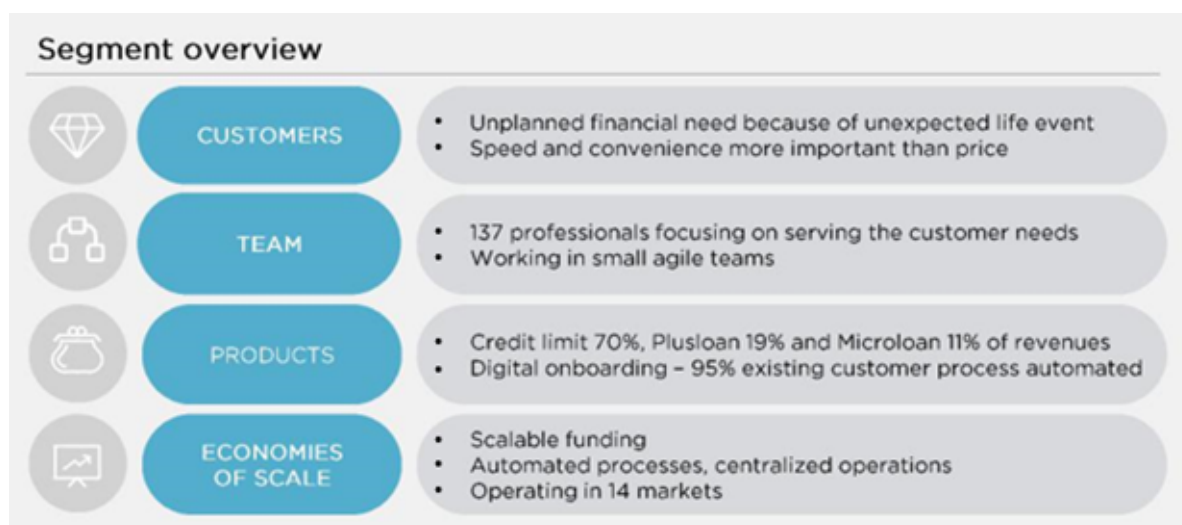 Segment overview
CUSTOMERS
• Unplanned financial need because of unexpected life event
• Speed and convenience more important than price
TEAM
• 137 professionals focusing on serving the customer needs
• Working in small agile teams
PRODUCTS
• Credit limit 70%, Plusloan 19% and Microloan 11% of revenues
• Digital onboarding – 95% existing customer process automated
ECONOMIES
OF SCALE
• Scalable funding
• Automated processes, centralized operations
• Operating in 14 markets